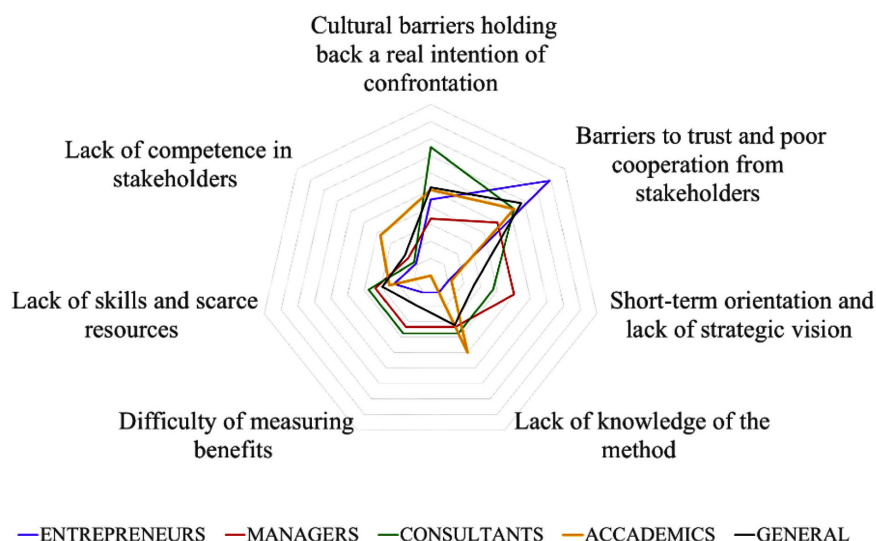 Cultural barriers holding
back a real intention of
confrontation
Barriers to trust and poor
cooperation from
stakeholders
Short-term orientation and
lack of strategic vision
Lack of knowledge of the
method
Difficulty of measuring
benefits
Lack of skills and scarce
resources
Lack of competence in
stakeholders
ENTREPRENEURS MANAGERS CONSULTANTS ACCADEMICS GENERAL